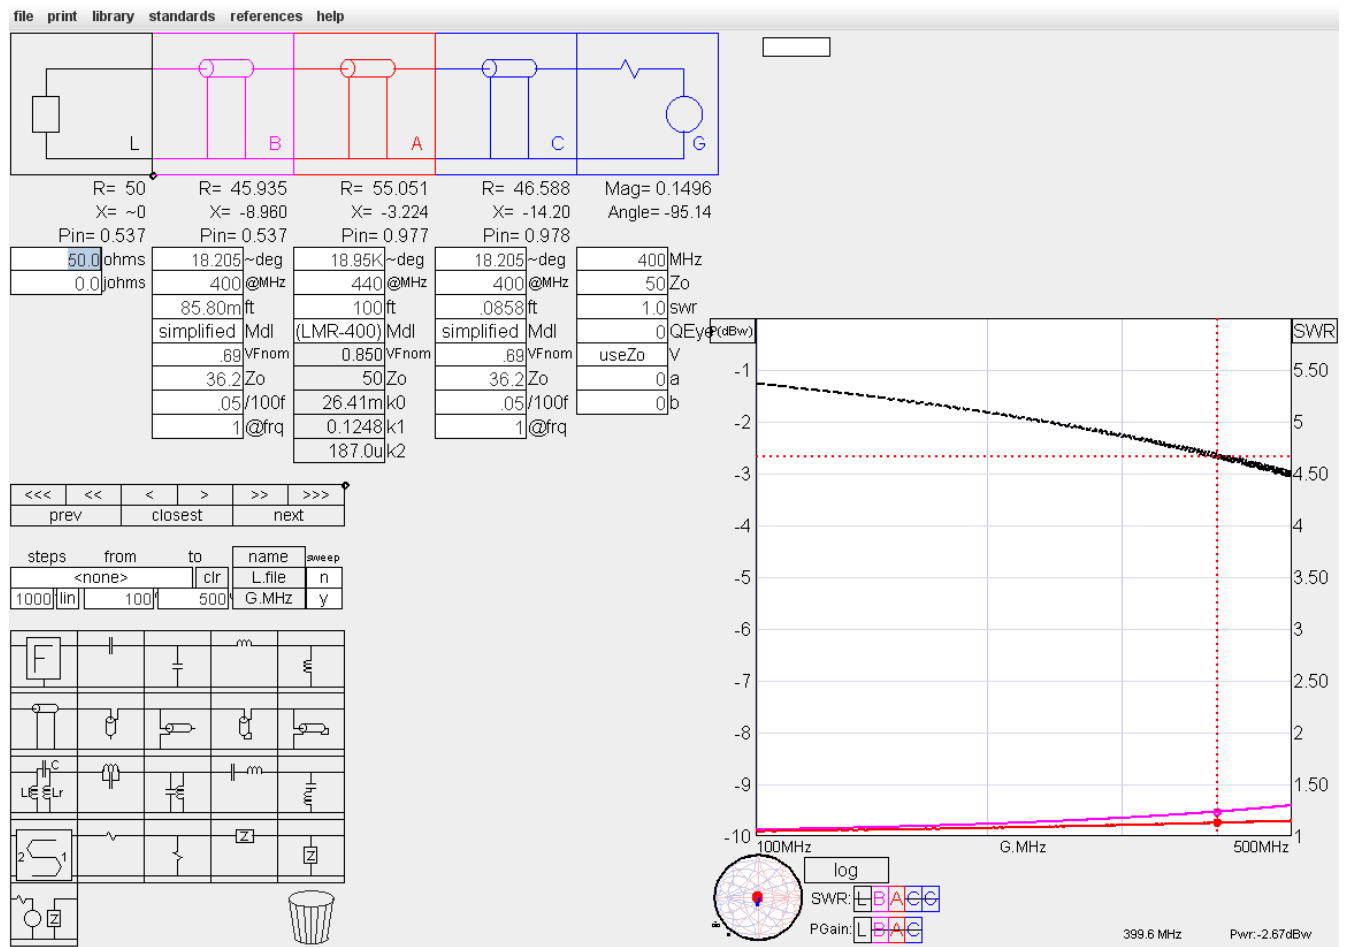 file print library standards references help
L B A C G
R= 50 R= 45.935 R= 55.051 R= 46.588 Mag= 0.1496
X= ~0 X= -8.960 X= -3.224 X= -14.20 Angle= -95.14
Pin= 0.537 Pin= 0.537 Pin= 0.977 Pin= 0.978
50.0 ohms 18.205 ~deg 18.95K ~deg 18.205 ~deg 400 MHz
0.0 johms 400 @MHz 440 @MHz 400 @MHz 50 Zo
85.80m ft 100 ft .0858 ft 1.0 swr
simplified Mdl (LMR-400) Mdl simplified Mdl 0 QEye
.69 VFnom 0.850 VFnom .69 VFnom useZo V
36.2 Zo 50 Zo 36.2 Zo 0 a
.05 /100f 26.41m k0 .05 /100f 0 b
1 @frq 0.1248 k1 1 @frq
187.0u k2
<<< << < > >> >>>
prev closest next
steps from to name sweep
<none> clr L.file n
1000 lin 100 500 G.MHz y
F
C
Lf Lr
2 1 Z Z
Z
P(dBw) SWR
-1 5.50
-2 5
-3 4.50
-4 4
-5 3.50
-6 3
-7 2.50
-8 2
-9 1.50
-10 1
100MHz G.MHz 500MHz
log
SWR: L B A C G
PGain: L B A C
399.6 MHz Pwr:-2.67dBw